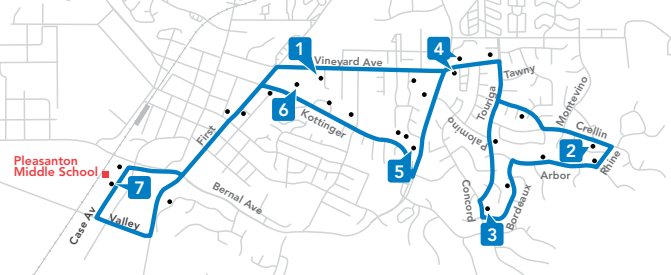 1
4
Vineyard Ave
Tawny
Touriga
Montevino
6
Kottinger
First
Palomino
Crellin
2
Rhine
Pleasanton
Middle School
7
5
Arbor
Bernal Ave
Concord
Bordeaux
Case Av
Valley
3